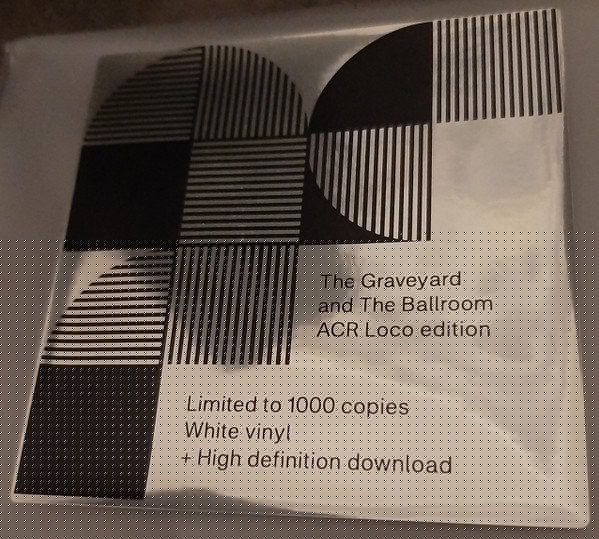 The Graveyard
and The Ballroom
ACR Loco edition
Limited to 1000 copies
White vinyl
+ High definition download